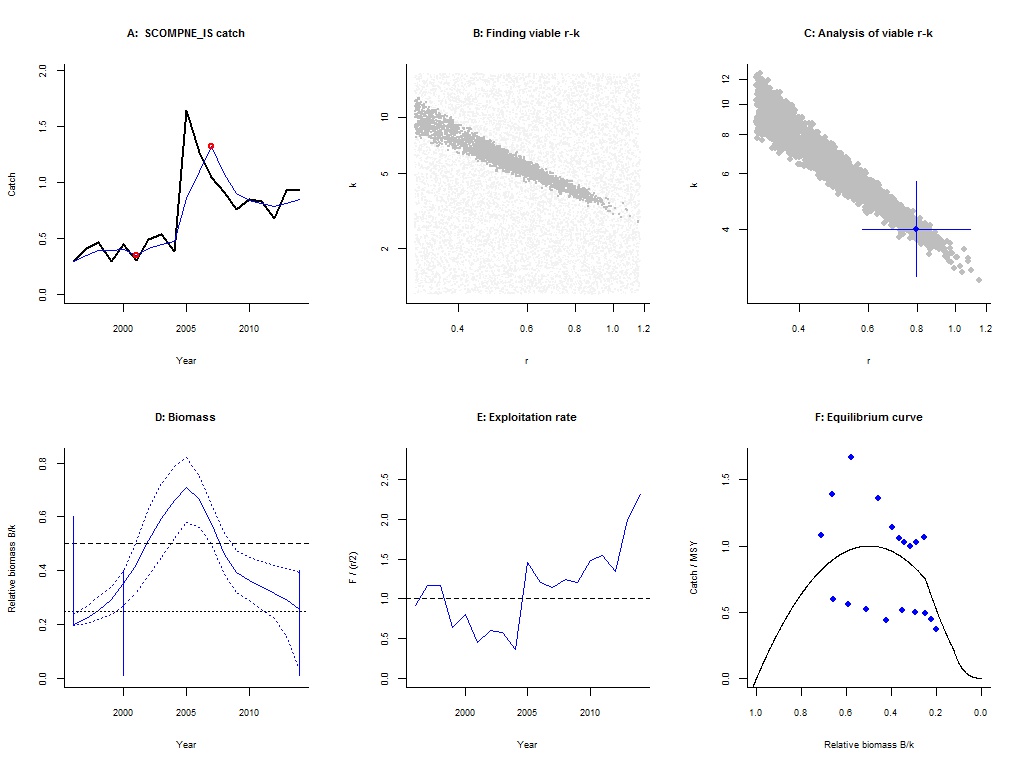 A:  SCOMPNE_IS catch
Catch
0.0 0.5 1.0 1.5 2.0
2000 2005 2010
Year
B: Finding viable r-k
k
2 5 10
0.4 0.6 0.8 1.0 1.2
r
C: Analysis of viable r-k
k
4 6 8 10 12
0.4 0.6 0.8 1.0 1.2
r
D: Biomass
Relative biomass B/k
0.0 0.2 0.4 0.6 0.8
2000 2005 2010
Year
E: Exploitation rate
F / (r/2)
0.0 0.5 1.0 1.5 2.0 2.5
2000 2005 2010
Year
F: Equilibrium curve
Catch / MSY
0.0 0.5 1.0 1.5
1.0 0.8 0.6 0.4 0.2 0.0
Relative biomass B/k